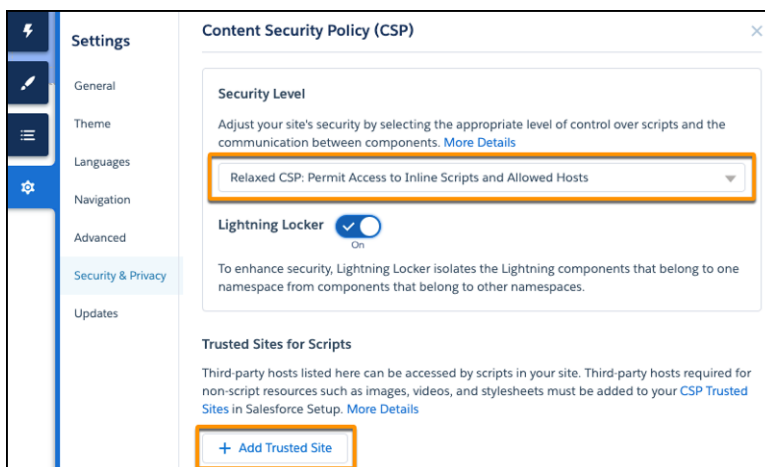 Settings
General
Theme
Languages
Navigation
Advanced
Security & Privacy
Updates
Content Security Policy (CSP)
Security Level
Adjust your site's security by selecting the appropriate level of control over scripts and the
communication between components. More Details
Relaxed CSP: Permit Access to Inline Scripts and Allowed Hosts
Lightning Locker
On
To enhance security, Lightning Locker isolates the Lightning components that belong to one
namespace from components that belong to other namespaces.
Trusted Sites for Scripts
Third-party hosts listed here can be accessed by scripts in your site. Third-party hosts required for
non-script resources such as images, videos, and stylesheets must be added to your CSP Trusted
Sites in Salesforce Setup. More Details
+ Add Trusted Site